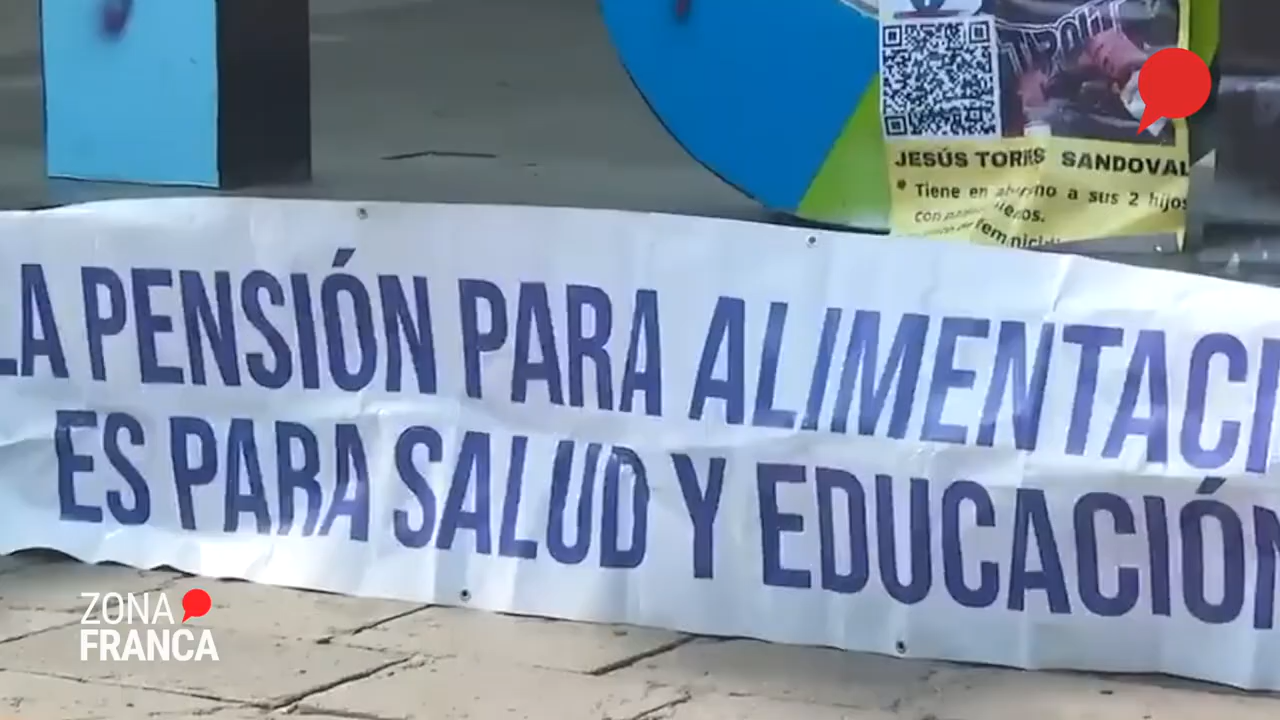 JESÚS TORRES SANDOVAL
* Tiene en abandono a sus 2 hijos
con
LA PENSIÓN PARA ALIMENTACI
ES PARA SALUD Y EDUCACIÓN
ZONA
FRANCA